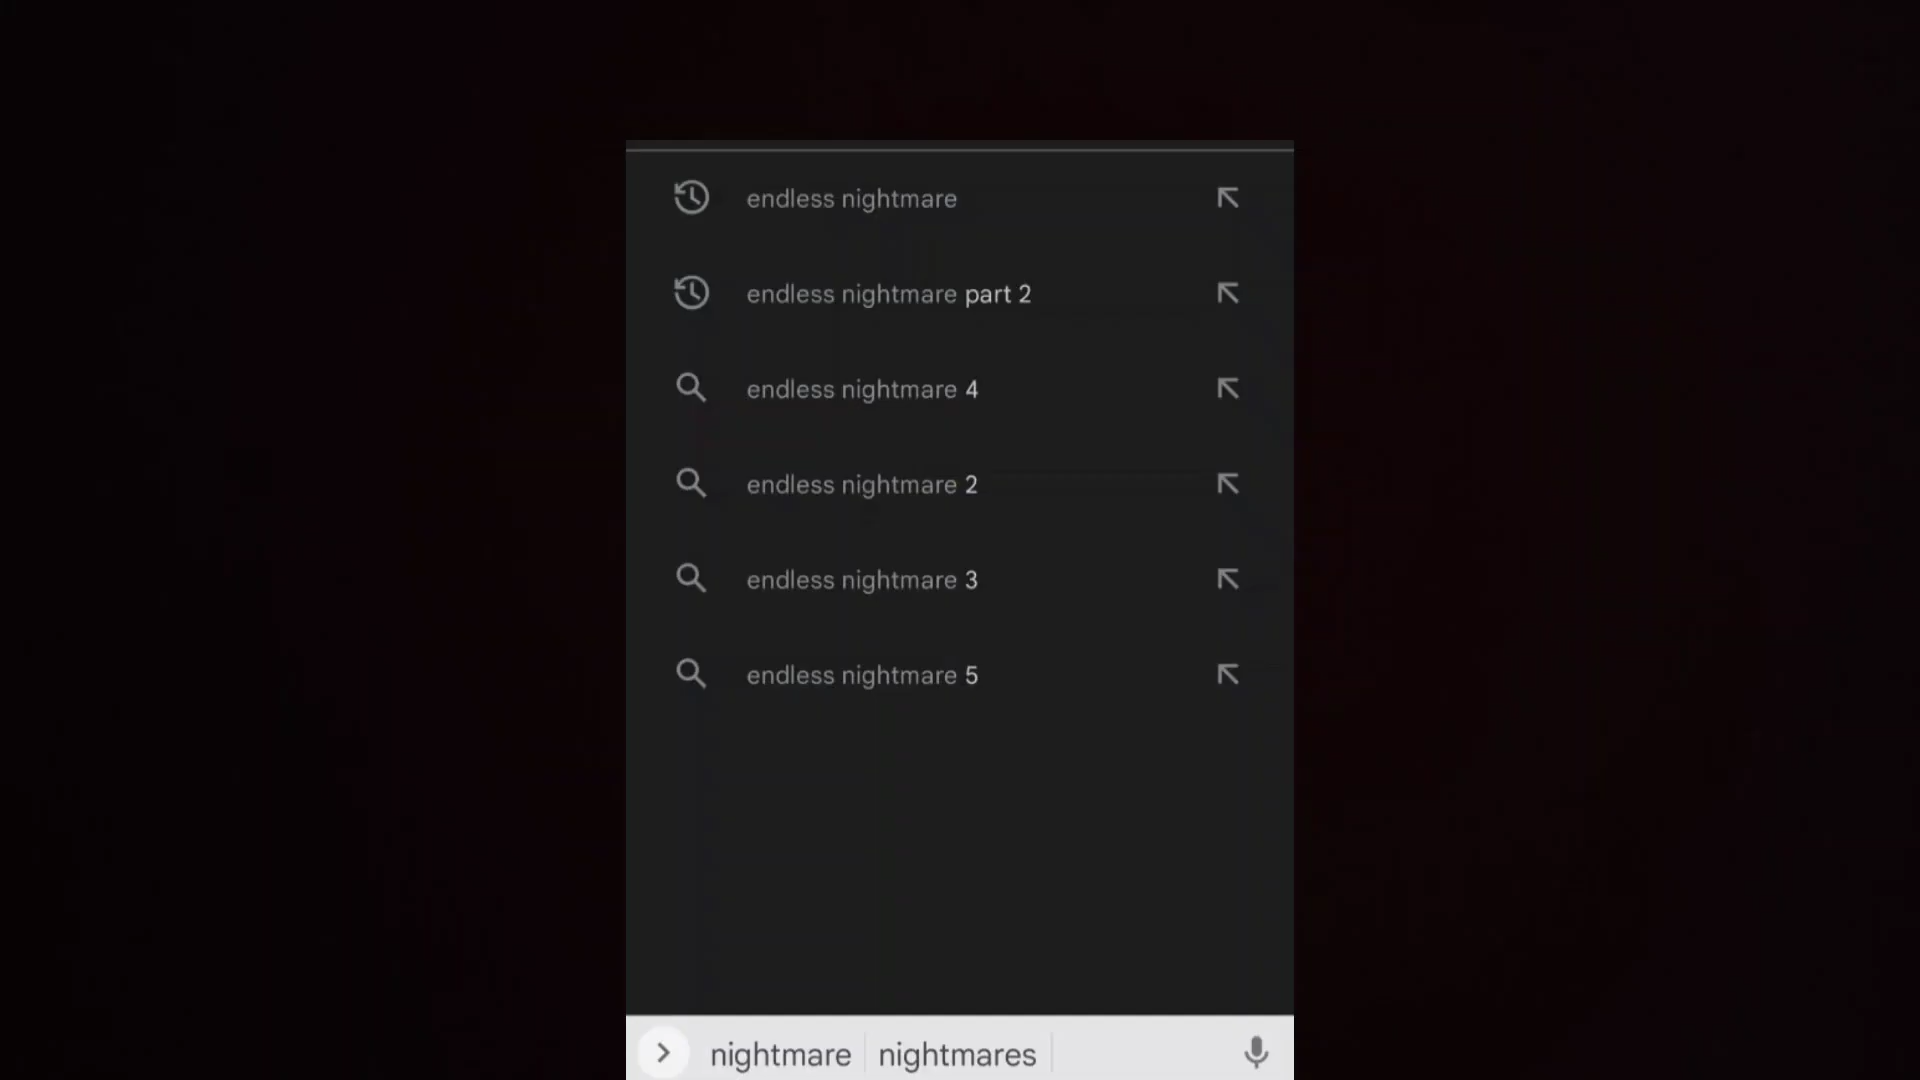 endless nightmare
endless nightmare part 2
endless nightmare 4
endless nightmare 2
endless nightmare 3
endless nightmare 5
nightmare nightmares